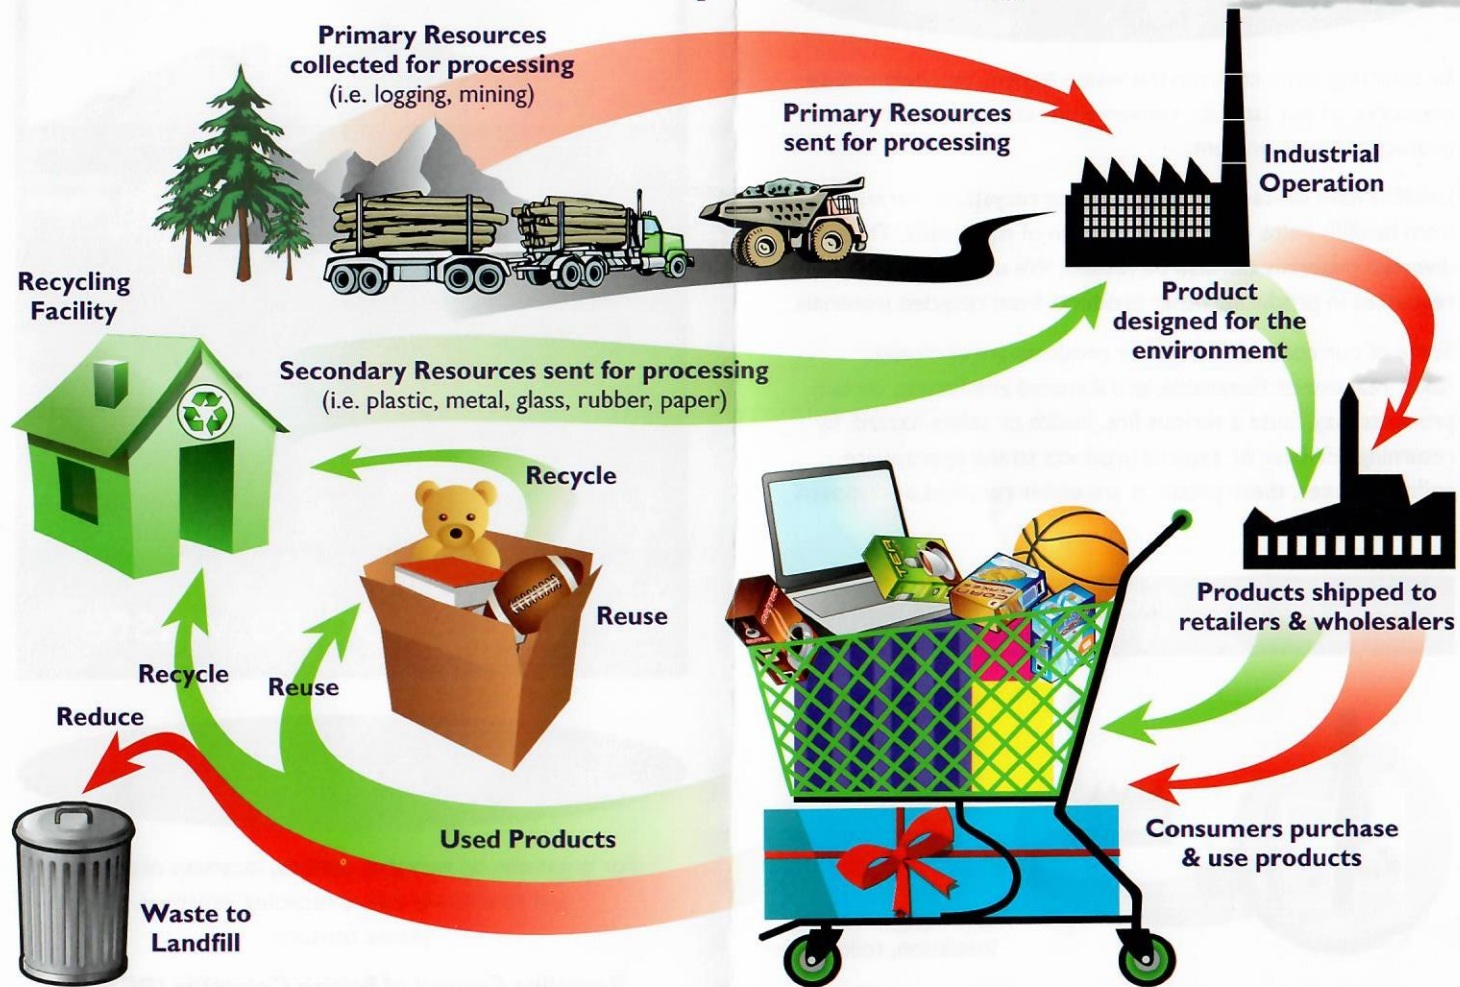 Primary Resources
collected for processing
(i.e. logging, mining)
Primary Resources
sent for processing
Industrial
Operation
Recycling
Facility
Product
designed for the
environment
Secondary Resources sent for processing
(i.e. plastic, metal, glass, rubber, paper)
Recycle
Reuse
Products shipped to
retailers & wholesalers
Recycle
Reuse
Reduce
Used Products
Consumers purchase
& use products
Waste to
Landfill